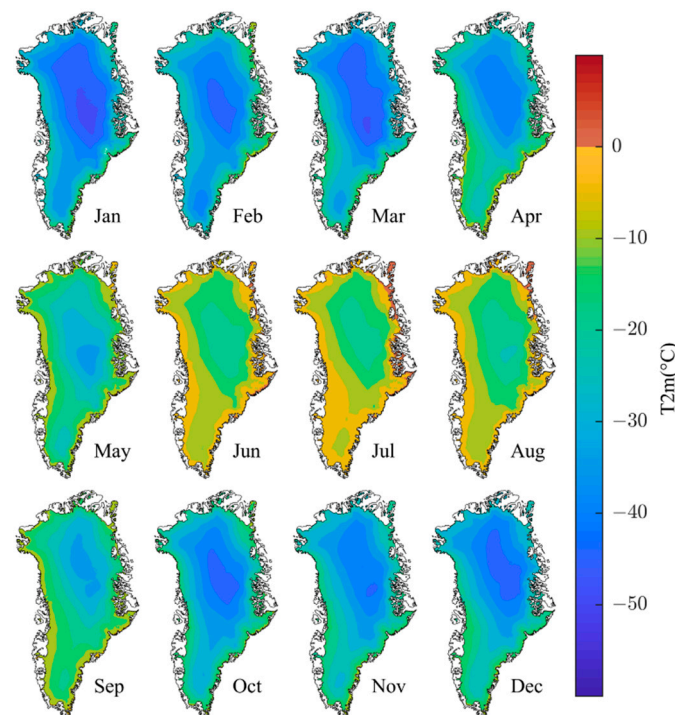 Jan
Feb
Mar
Apr
May
Jun
Jul
Aug
Sep
Oct
Nov
Dec
0
−10
−20
−30
−40
−50
T2m(°C)